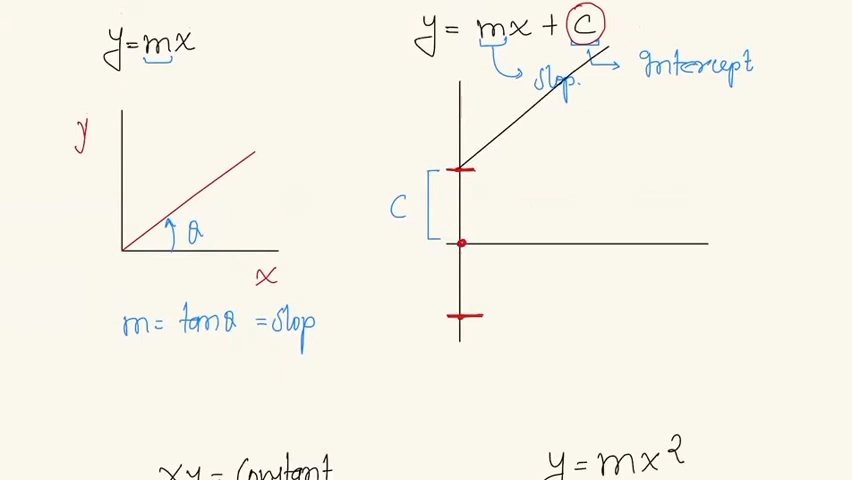 y=mx
y = mx + C
slop.
Intercept
y
θ
x
C
m = tanθ = slop
xy = Constant
y = mx²